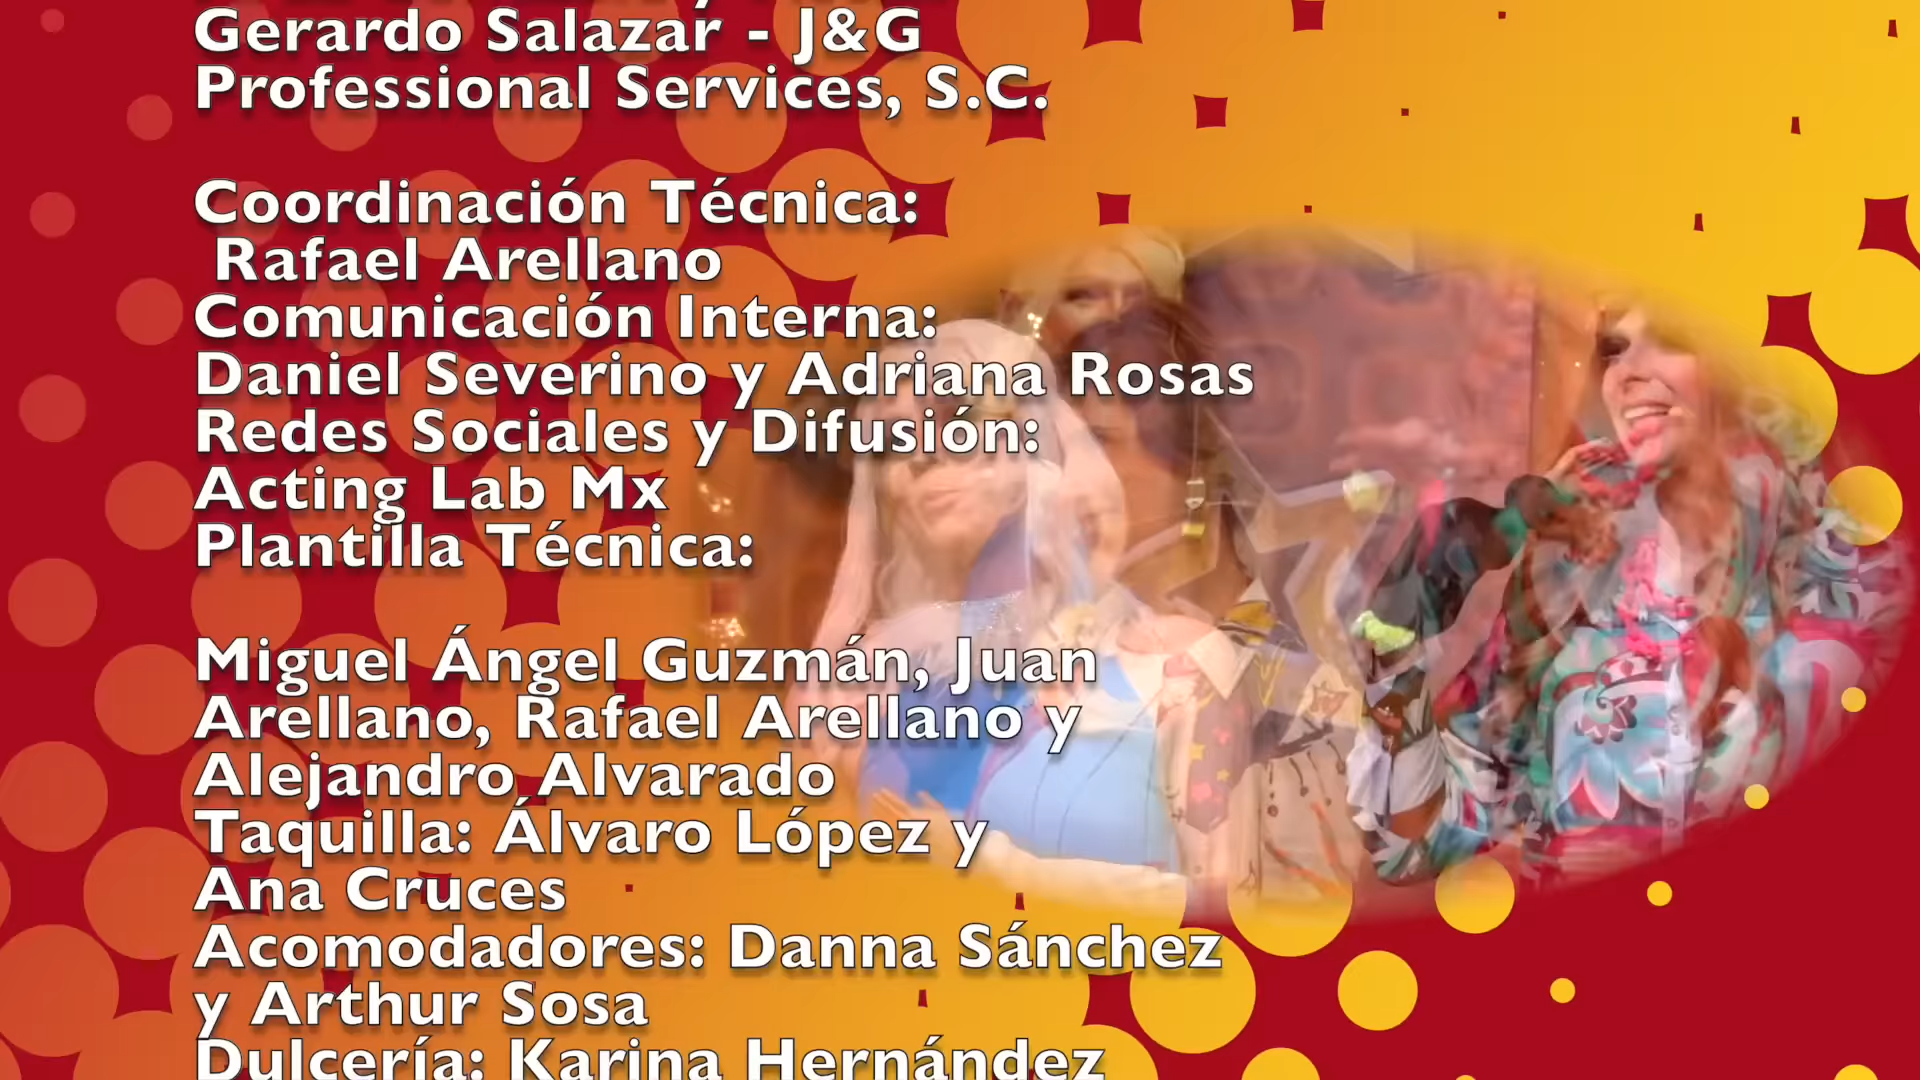 Gerardo Salazar - J&G
Professional Services, S.C.
Coordinación Técnica:
Rafael Arellano
Comunicación Interna:
Daniel Severino y Adriana Rosas
Redes Sociales y Difusión:
Acting Lab Mx
Plantilla Técnica:
Miguel Ángel Guzmán, Juan
Arellano, Rafael Arellano y
Alejandro Alvarado
Taquilla: Álvaro López y
Ana Cruces
Acomodadores: Danna Sánchez
y Arthur Sosa
Dulcería: Karina Hernández